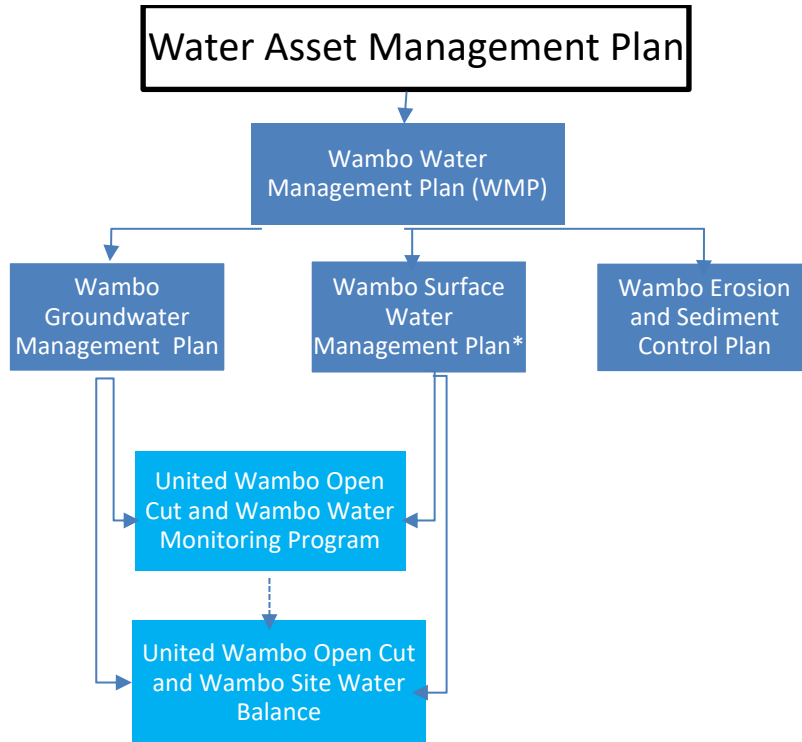 Water Asset Management Plan
Wambo Water
Management Plan (WMP)
Wambo
Groundwater
Management Plan
Wambo Surface
Water
Management Plan*
Wambo Erosion
and Sediment
Control Plan
United Wambo Open
Cut and Wambo Water
Monitoring Program
United Wambo Open Cut
and Wambo Site Water
Balance